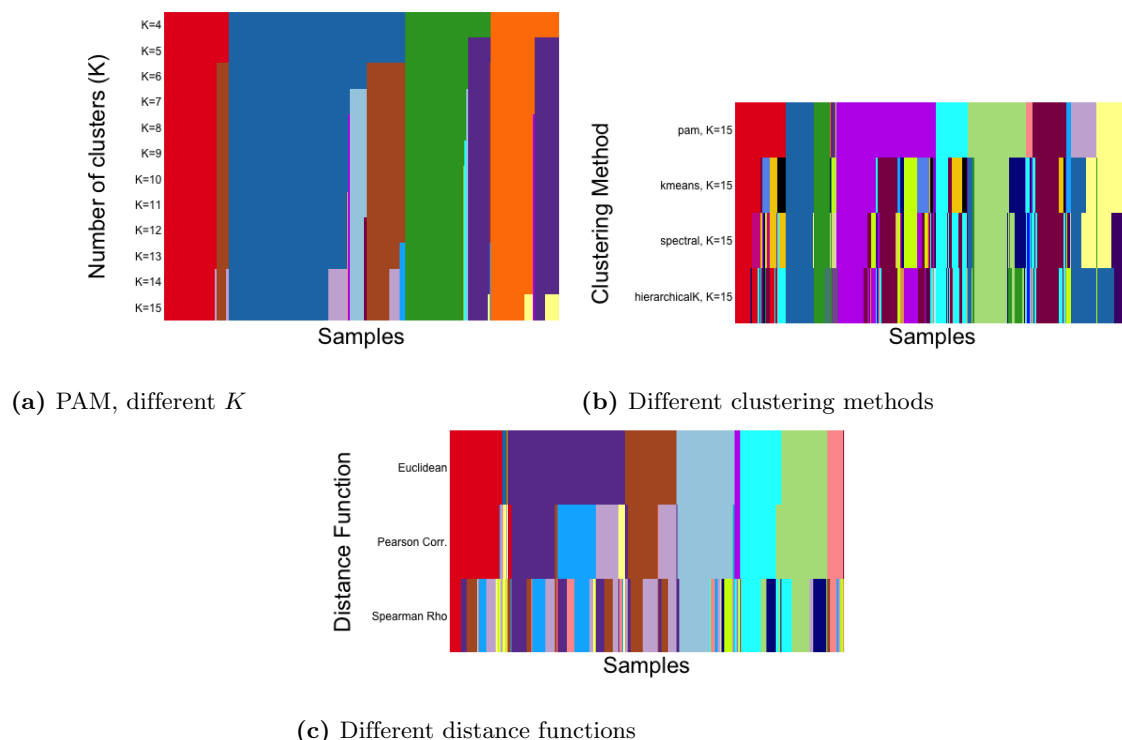 Number of clusters (K)
K=4
K=5
K=6
K=7
K=8
K=9
K=10
K=11
K=12
K=13
K=14
K=15
Samples
(a) PAM, different K
Clustering Method
pam, K=15
kmeans, K=15
spectral, K=15
hierarchicalK, K=15
Samples
(b) Different clustering methods
Distance Function
Euclidean
Pearson Corr.
Spearman Rho
Samples
(c) Different distance functions